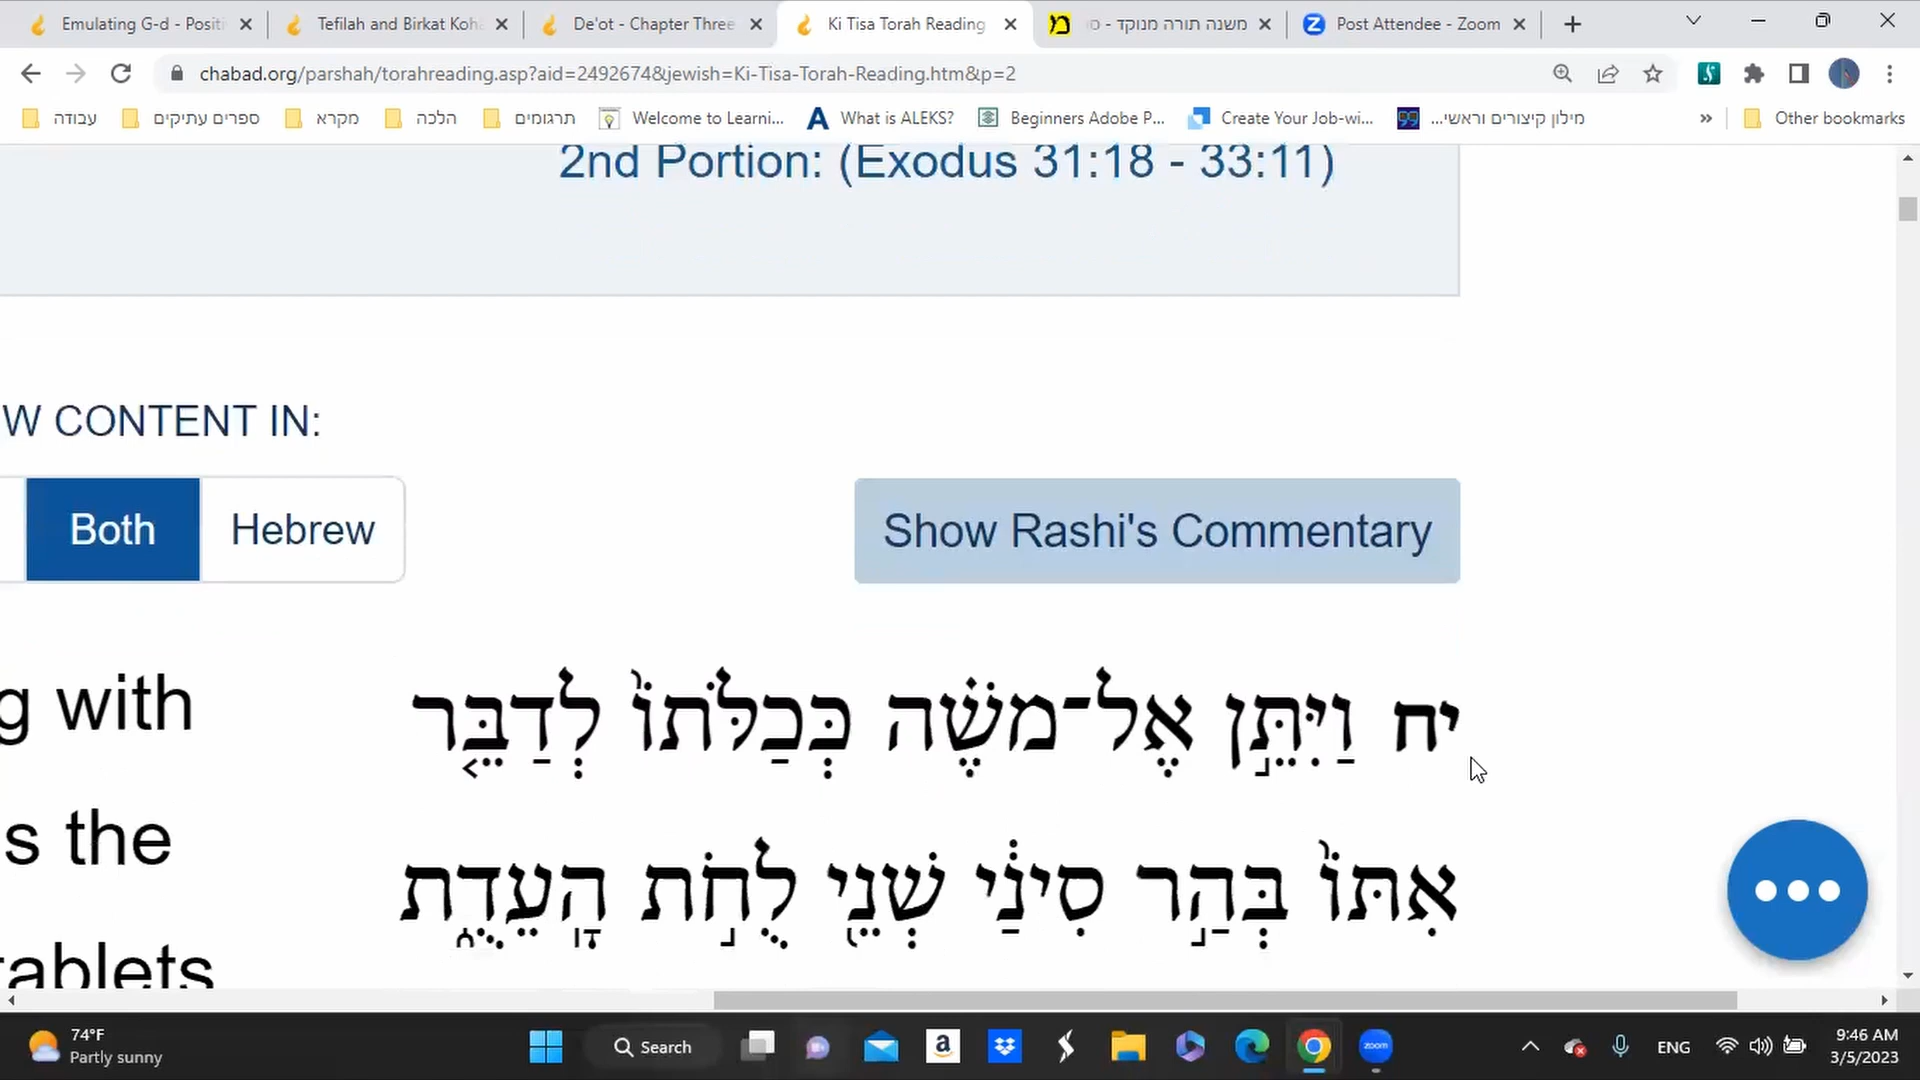 Emulating G-d - Positi
Tefilah and Birkat Koha
De'ot - Chapter Three
Ki Tisa Torah Reading
משנה תורה מנוקד - ס
Post Attendee - Zoom
chabad.org/parshah/torahreading.asp?aid=2492674&jewish=Ki-Tisa-Torah-Reading.htm&p=2
עבודה
ספרים עתיקים
מקרא
הלכה
תרגומים
Welcome to Learni...
What is ALEKS?
Beginners Adobe P...
Create Your Job-wi...
מילון קיצורים וראשי...
»
Other bookmarks
2nd Portion: (Exodus 31:18 - 33:11)
W CONTENT IN:
Both
Hebrew
Show Rashi's Commentary
g with
יח וַיִּתֵּ֣ן אֶל־מֹשֶׁ֗ה כְּכַלֹּתוֹ֙ לְדַבֵּ֤ר
s the
אִתּוֹ֙ בְּהַ֣ר סִינַ֔י שְׁנֵ֖י לֻחֹ֣ת הָֽעֵדֻ֑ת
tablets
74°F
Partly sunny
Search
zoom
ENG
9:46 AM
3/5/2023